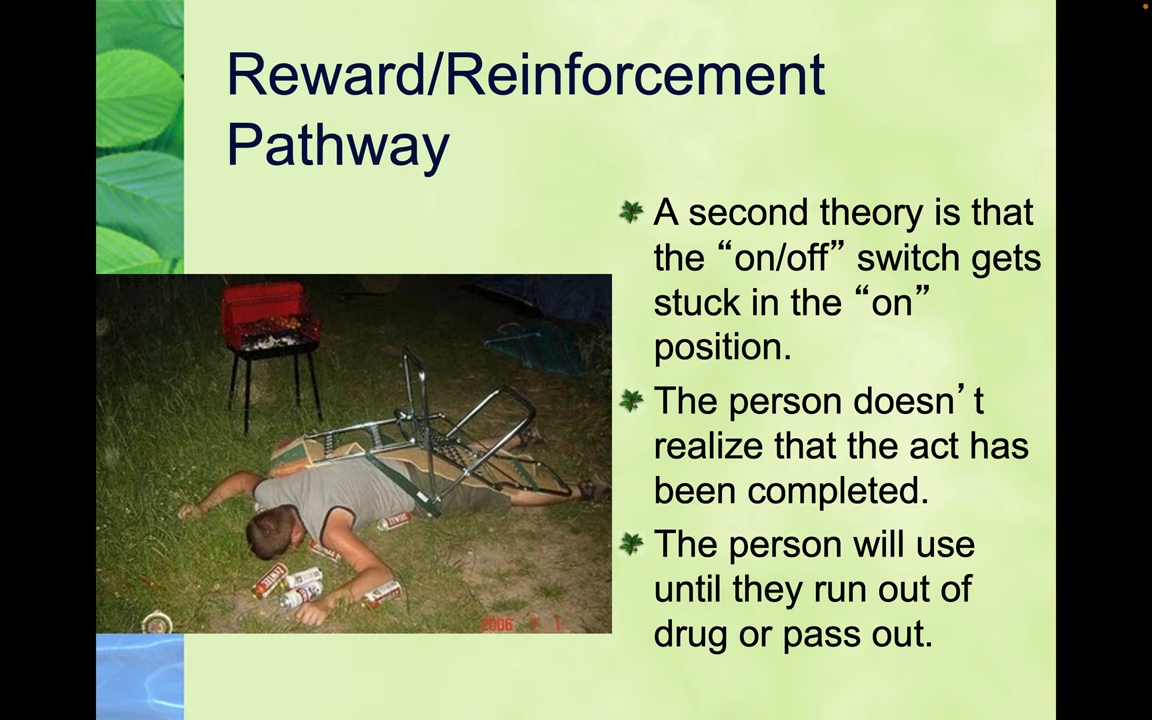 Reward/Reinforcement
Pathway
A second theory is that
the “on/off” switch gets
stuck in the “on”
position.
The person doesn’t
realize that the act has
been completed.
The person will use
until they run out of
drug or pass out.
2006